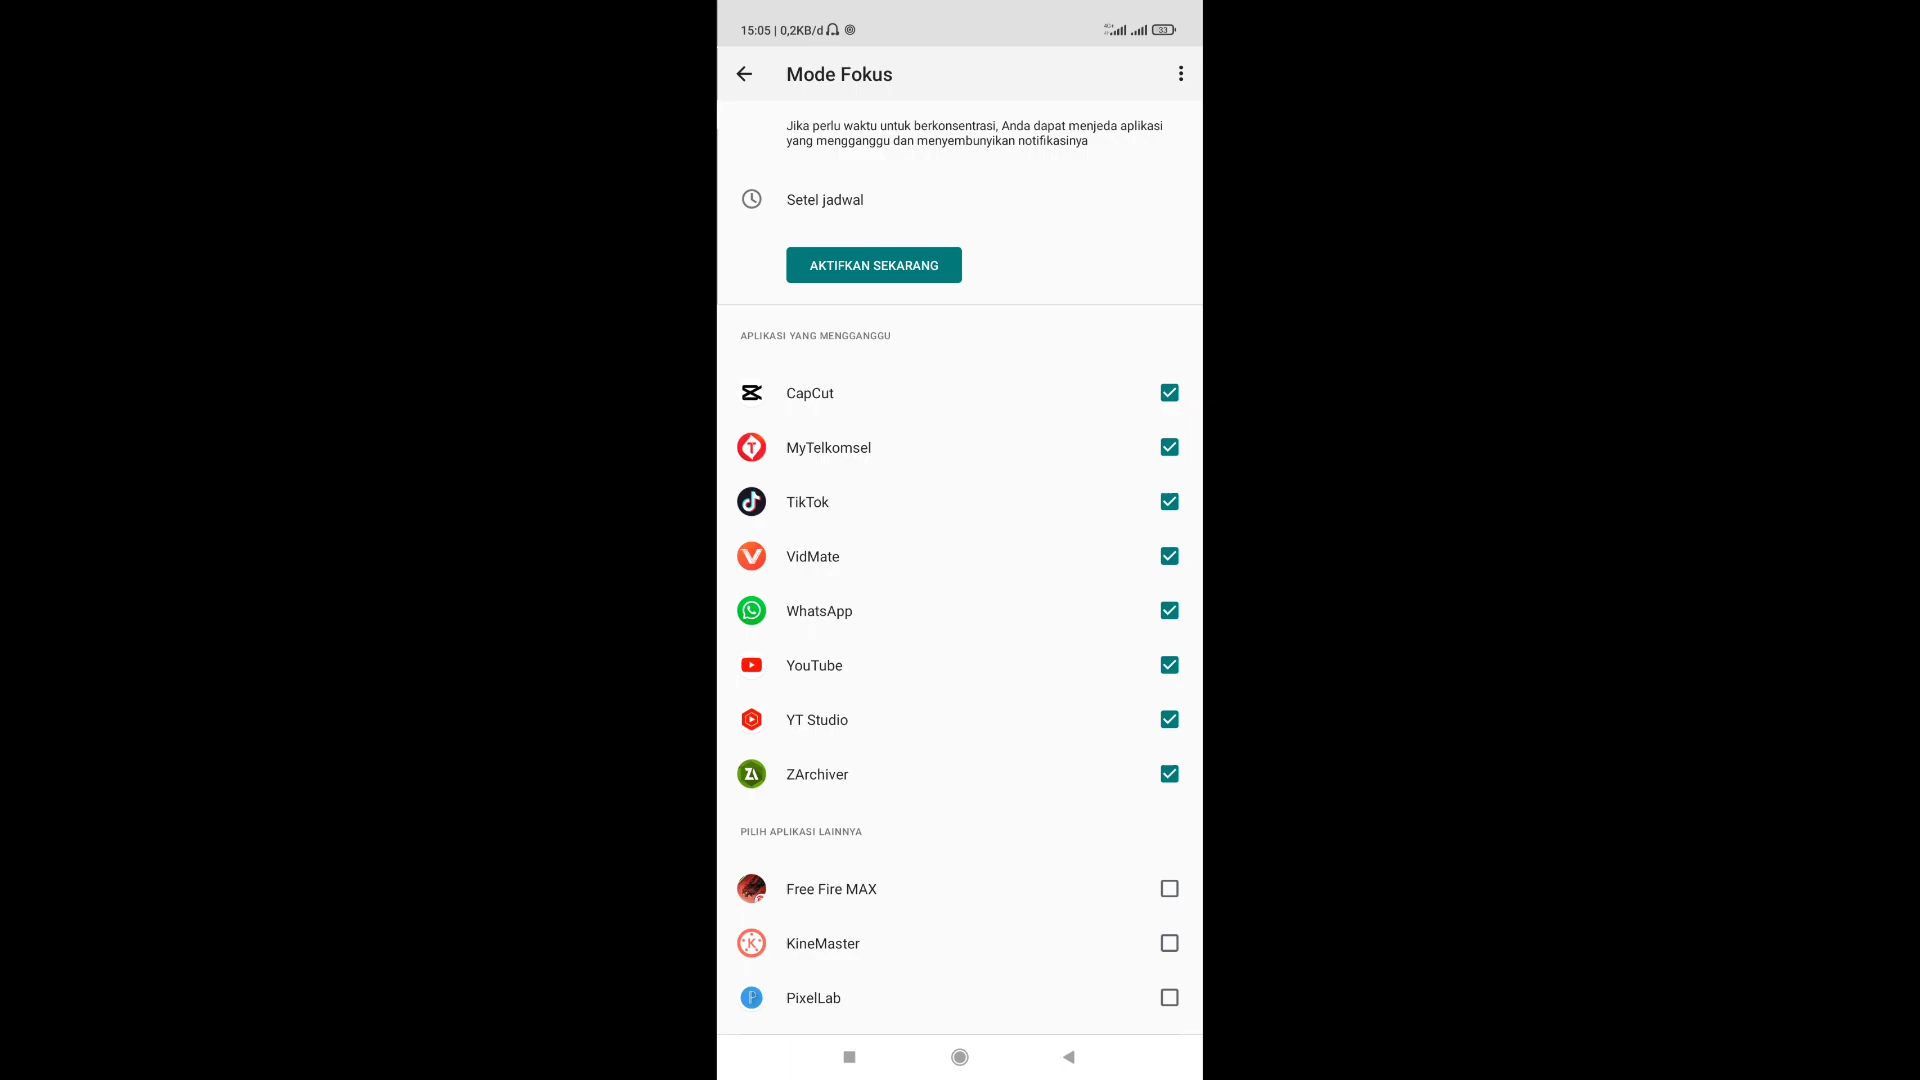 15:05 | 0,2KB/d
4G+
33
Mode Fokus
Jika perlu waktu untuk berkonsentrasi, Anda dapat menjeda aplikasi
yang mengganggu dan menyembunyikan notifikasinya
Setel jadwal
AKTIFKAN SEKARANG
APLIKASI YANG MENGGANGGU
CapCut
MyTelkomsel
TikTok
VidMate
WhatsApp
YouTube
YT Studio
ZArchiver
PILIH APLIKASI LAINNYA
Free Fire MAX
KineMaster
PixelLab